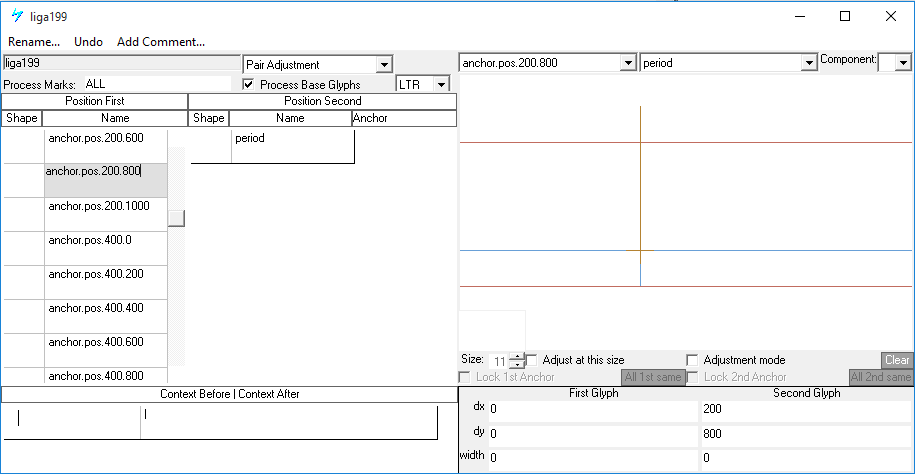 liga199
Rename... Undo Add Comment...
liga199 Pair Adjustment anchor.pos.200.800 period Component:
Process Marks: ALL Process Base Glyphs LTR
Position First Position Second
Shape Name Shape Name Anchor
anchor.pos.200.600 period
anchor.pos.200.800
anchor.pos.200.1000
anchor.pos.400.0
anchor.pos.400.200
anchor.pos.400.400
anchor.pos.400.600
anchor.pos.400.800
Size: 11 Adjust at this size Adjustment mode Clear
Lock 1st Anchor All 1st same Lock 2nd Anchor All 2nd same
Context Before | Context After First Glyph Second Glyph
dx 0 200
dy 0 800
width 0 0